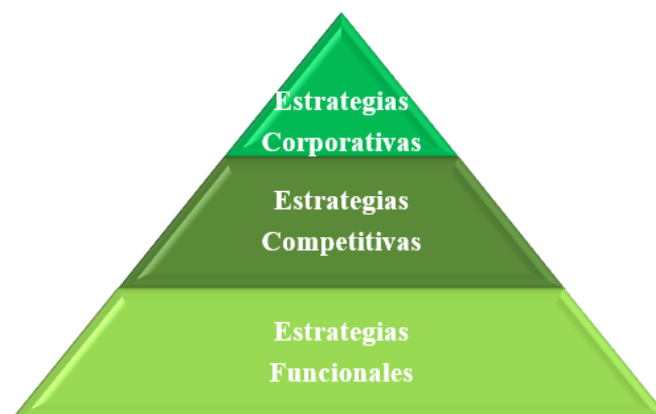 Estrategias
Corporativas
Estrategias
Competitivas
Estrategias
Funcionales